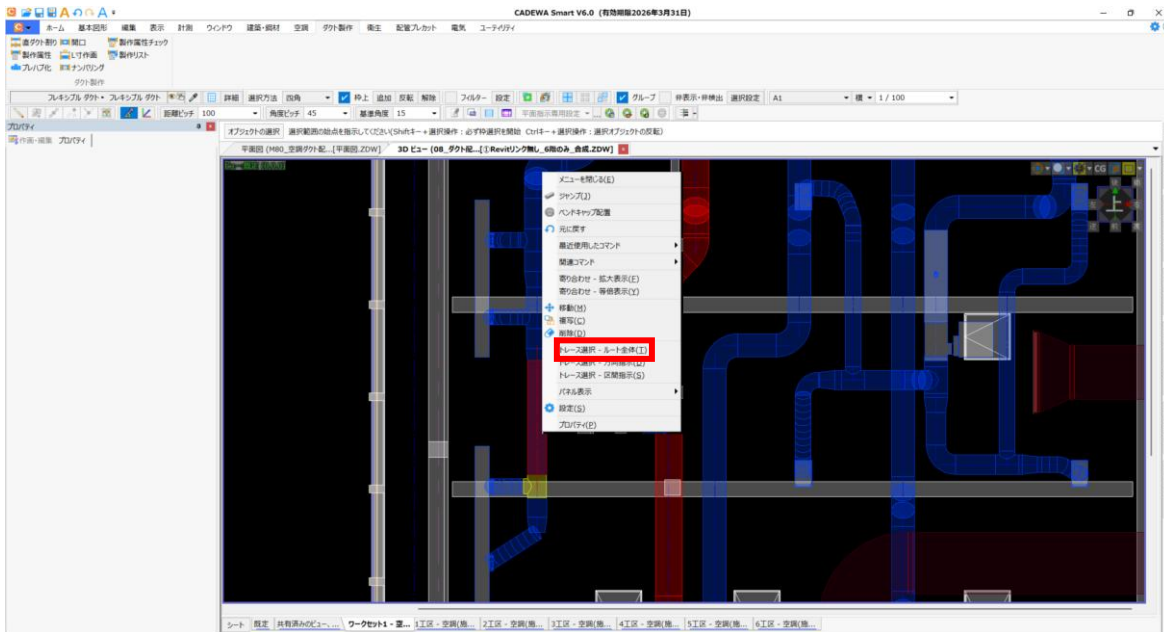 CADEWA Smart V6.0 (有効期限2026年3月31日)
ホーム 基本図形 編集 表示 計測 ウィンドウ 建築・鋼材 空調 ダクト製作 衛生 配管プレカット 電気 ユーティリティ
直ダクト割り 開口 製作属性チェック
製作属性 L寸作画 製作リスト
プレハブ化 ナンバリング
ダクト製作
フレキシブル ダクト・フレキシブル ダクト 詳細 選択方法 四角 枠上 追加 反転 解除 フィルター 設定 グループ 非表示・非検出 選択設定 A1 横 1 / 100
距離ピッチ 100 角度ピッチ 45 基準角度 15 平面指示専用設定
プロパティ
作画・編集 プロパティ
オブジェクトの選択 選択範囲の始点を指示してください(Shiftキー+選択操作：必ず枠選択を開始 Ctrlキー+選択操作：選択オブジェクトの反転)
平面図 (M80_空調ダクト配...[平面図.ZDW]
3D ビュー (08_ダクト配...[①Revitリンク無し_6階のみ_合成.ZDW]
CG
上
メニューを閉じる(E)
ジャンプ(J)
ベンドキャップ配置
元に戻す
最近使用したコマンド
関連コマンド
寄り合わせ - 拡大表示(F)
寄り合わせ - 等倍表示(Y)
移動(M)
複写(C)
削除(D)
トレース選択 - ルート全体(T)
トレース選択 - 方向指示(D)
トレース選択 - 区間指示(S)
パネル表示
設定(S)
プロパティ(P)
シート 既定 共有済みのビュー、... ワークセット1 - 空... 1工区 - 空調(施... 2工区 - 空調(施... 3工区 - 空調(施... 4工区 - 空調(施... 5工区 - 空調(施... 6工区 - 空調(施...